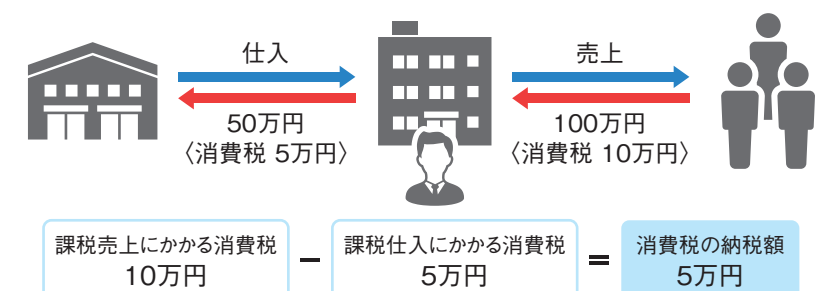 仕入
50万円
〈消費税 5万円〉
売上
100万円
〈消費税 10万円〉
課税売上にかかる消費税
10万円
−
課税仕入にかかる消費税
5万円
=
消費税の納税額
5万円